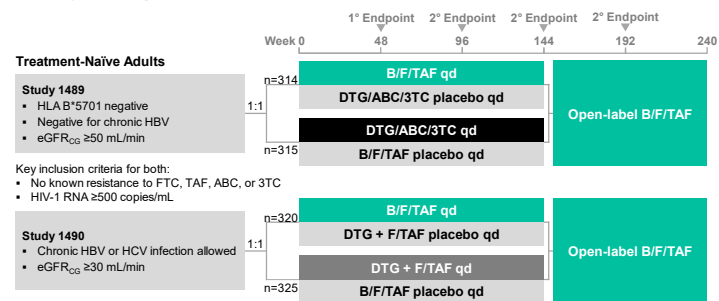 1° Endpoint 2° Endpoint 2° Endpoint 2° Endpoint
Week 0 48 96 144 192 240
Treatment-Naïve Adults
Study 1489
▪ HLA B*5701 negative
▪ Negative for chronic HBV
▪ eGFRCG ≥50 mL/min
1:1
n=314
B/F/TAF qd
DTG/ABC/3TC placebo qd
DTG/ABC/3TC qd
n=315
B/F/TAF placebo qd
Open-label B/F/TAF
Key inclusion criteria for both:
▪ No known resistance to FTC, TAF, ABC, or 3TC
▪ HIV-1 RNA ≥500 copies/mL
Study 1490
▪ Chronic HBV or HCV infection allowed
▪ eGFRCG ≥30 mL/min
1:1
n=320
B/F/TAF qd
DTG + F/TAF placebo qd
DTG + F/TAF qd
n=325
B/F/TAF placebo qd
Open-label B/F/TAF